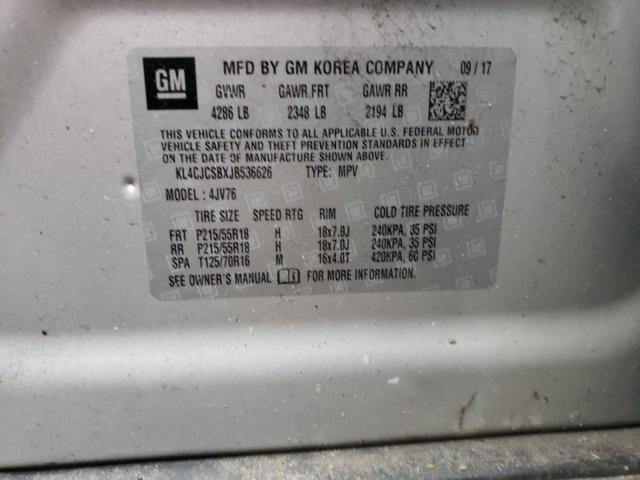 GM
MFD BY GM KOREA COMPANY 09/17
GVWR GAWR FRT GAWR RR
4286 LB 2348 LB 2194 LB
THIS VEHICLE CONFORMS TO ALL APPLICABLE U.S. FEDERAL MOTOR
VEHICLE SAFETY AND THEFT PREVENTION STANDARDS IN EFFECT
ON THE DATE OF MANUFACTURE SHOWN ABOVE.
KL4CJCSBXJB536626 TYPE: MPV
MODEL: 4JV76
TIRE SIZE SPEED RTG RIM COLD TIRE PRESSURE
FRT P215/55R18 H 18x7.0J 240KPA, 35 PSI
RR P215/55R18 H 18x7.0J 240KPA, 35 PSI
SPA T125/70R16 M 16x4.0T 420KPA, 60 PSI
SEE OWNER'S MANUAL FOR MORE INFORMATION.